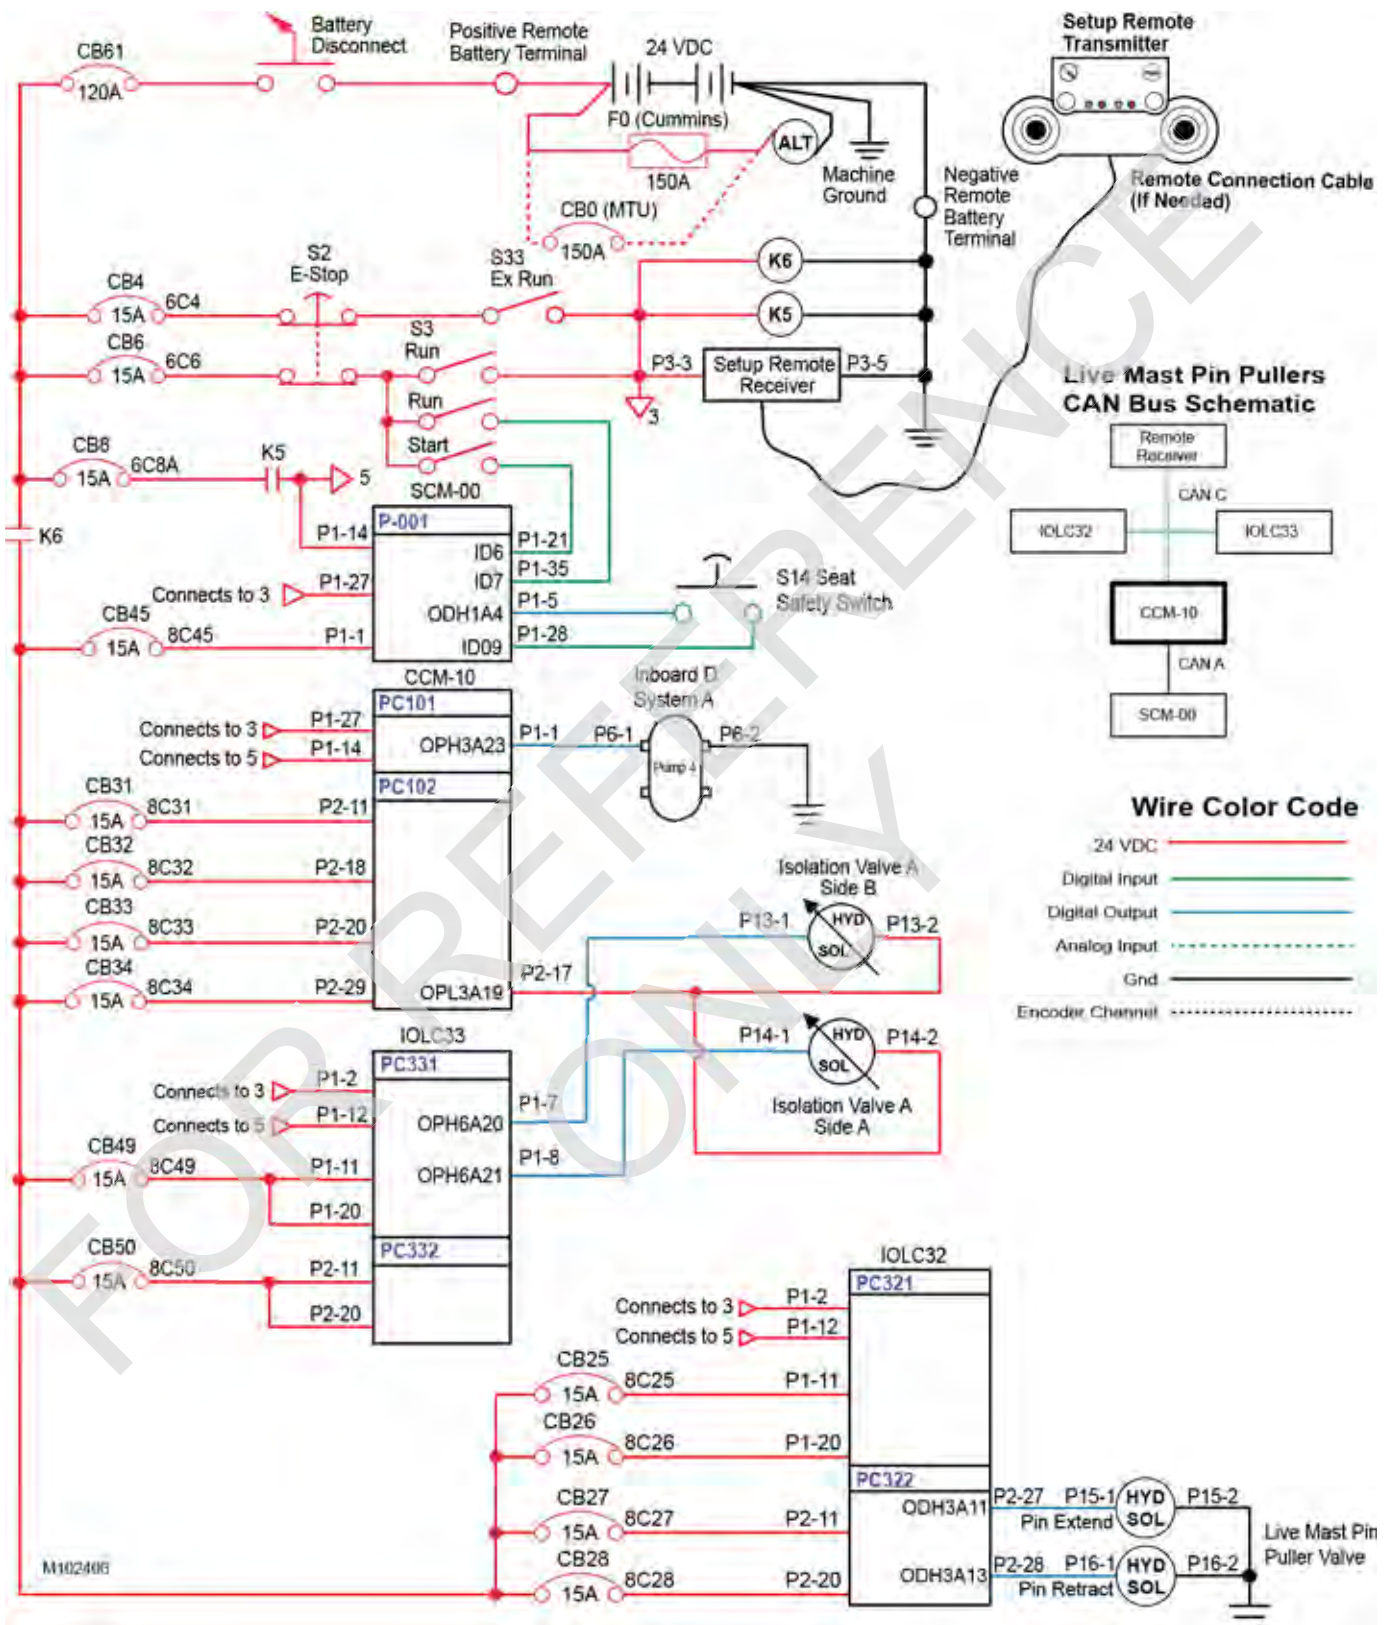 Battery
Disconnect
Positive Remote
Battery Terminal
24 VDC
Setup Remote
Transmitter
CB61
120A
F0 (Cummins)
150A
ALT
Machine
Ground
Negative
Remote
Battery
Terminal
Remote Connection Cable
(If Needed)
CB0 (MTU)
150A
S2
E-Stop
S33
Ex Run
K6
CB4
15A
6C4
K5
CB6
15A
6C6
S3
Run
P3-3
Setup Remote
Receiver
P3-5
Run
3
Start
Live Mast Pin Pullers
CAN Bus Schematic
Remote
Receiver
CAN C
IOLC32
IOLC33
CCM-10
CAN A
SCM-00
CB8
15A
6C8A
K5
5
K6
SCM-00
P-001
P1-14
ID6
P1-21
Connects to 3
P1-27
ID7
P1-35
ODH1A4
P1-5
CB45
15A
8C45
P1-1
ID09
P1-28
S14 Seat
Safety Switch
CCM-10
PC101
Connects to 3
P1-27
Connects to 5
P1-14
OPH3A23
P1-1
P6-1
Inboard D
System A
Pump 4
P6-2
PC102
CB31
15A
8C31
P2-11
CB32
15A
8C32
P2-18
CB33
15A
8C33
P2-20
CB34
15A
8C34
P2-29
OPL3A19
P2-17
Wire Color Code
24 VDC
Digital Input
Digital Output
Analog Input
Gnd
Encoder Channel
Isolation Valve A
Side B
P13-1
HYD
SOL
P13-2
P14-1
HYD
SOL
P14-2
Isolation Valve A
Side A
IOLC33
PC331
Connects to 3
P1-2
Connects to 5
P1-12
OPH6A20
P1-7
CB49
15A
8C49
P1-11
OPH6A21
P1-8
P1-20
PC332
CB50
15A
8C50
P2-11
P2-20
IOLC32
PC321
Connects to 3
P1-2
Connects to 5
P1-12
CB25
15A
8C25
P1-11
CB26
15A
8C26
P1-20
PC322
CB27
15A
8C27
P2-11
ODH3A11
P2-27
P15-1
Pin Extend
HYD
SOL
P15-2
CB28
15A
8C28
P2-20
ODH3A13
P2-28
P16-1
Pin Retract
HYD
SOL
P16-2
Live Mast Pin
Puller Valve
M102406
FOR REFERENCE
ONLY